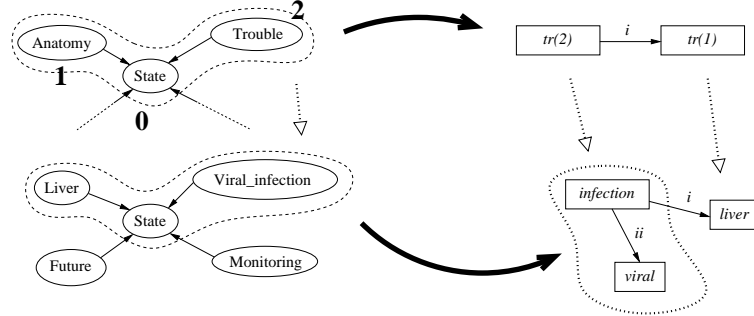 2
Anatomy
Trouble
1
State
0
tr(2)
i
tr(1)
Liver
Viral_infection
State
Future
Monitoring
infection
i
liver
ii
viral